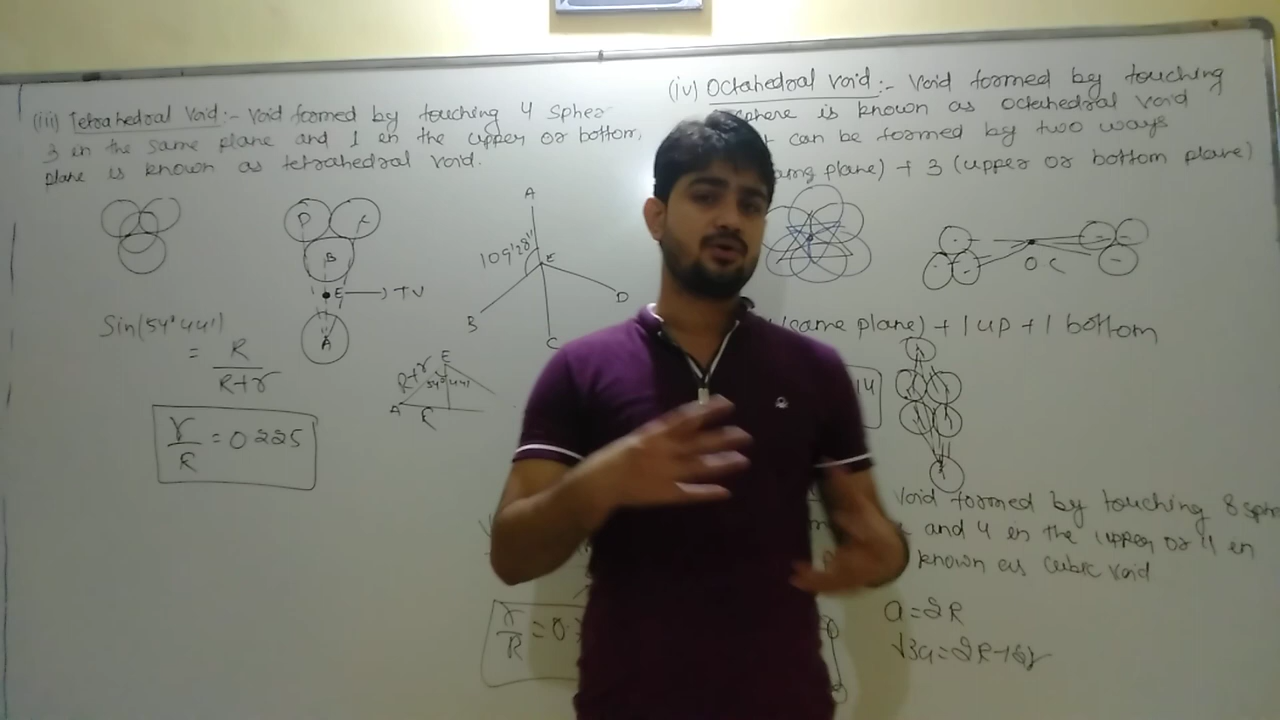 (iii) Tetrahedral void:- void formed by touching 4 sphere
3 in the same plane and 1 in the upper or bottom,
plane is known as tetrahedral void.
D
B
E → TV
A
Sin(54°44')
= R
R+r
r/R = 0.225
A
109°28"
E
B
C
D
E
R+r
54°44'
A
R
(iv) Octahedral void:- void formed by touching
sphere is known as octahedral void
can be formed by two ways
plane) + 3 (upper or bottom plane)
(same plane) + 1 up + 1 bottom
14
void formed by touching 8 sph
and 4 in the upper or in
known as cubic void
r/R = 0.
a=2R
√3a=2R+2r